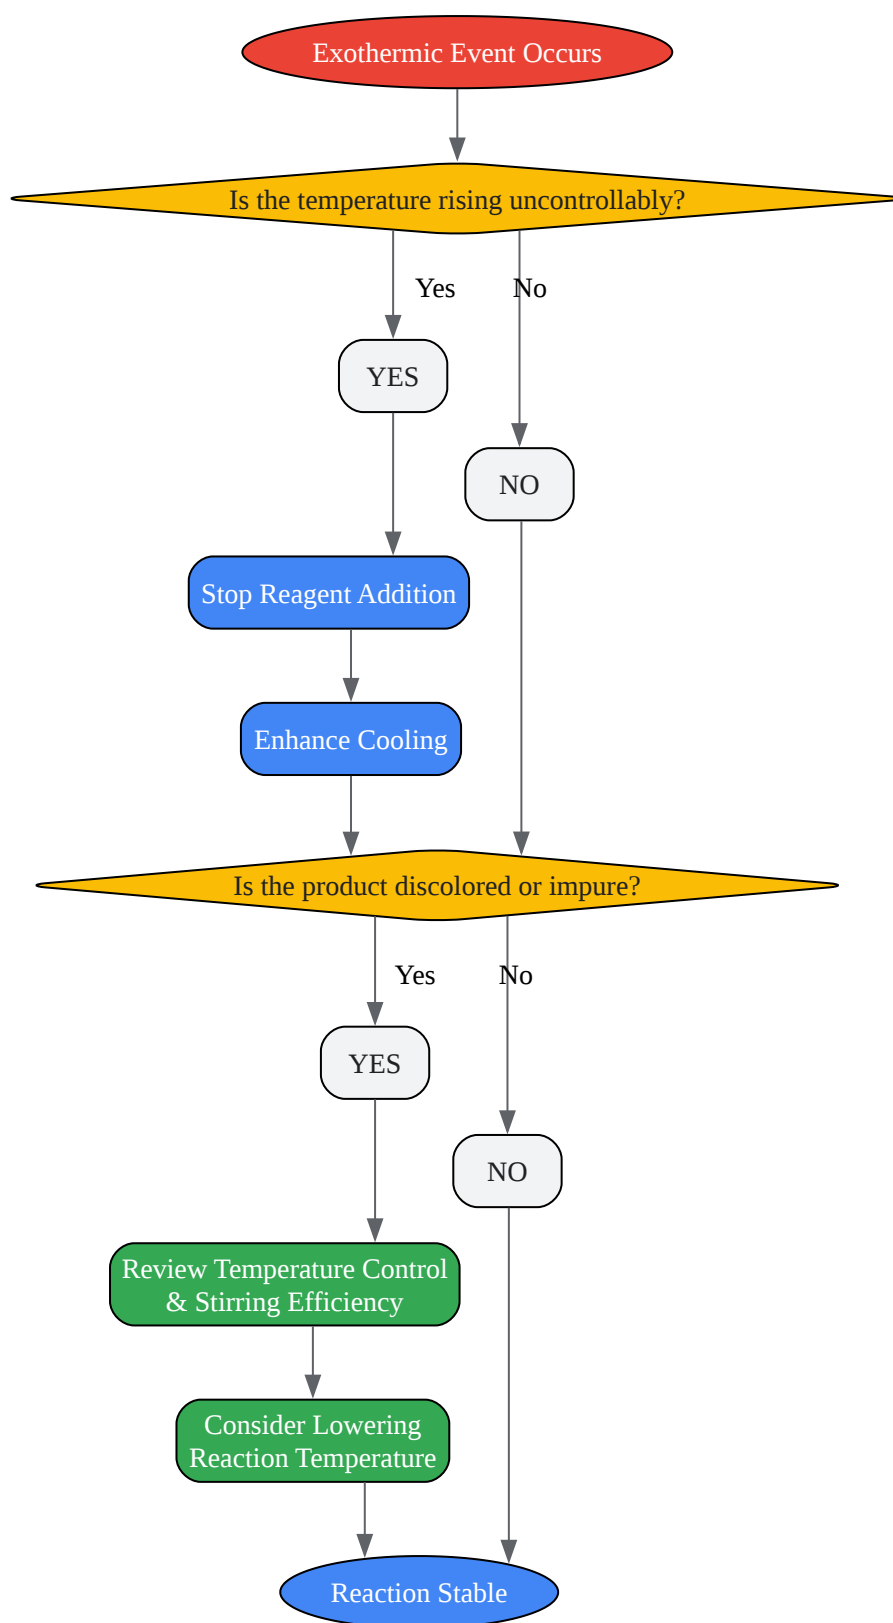 Exothermic Event Occurs
Is the temperature rising uncontrollably?
Yes
No
YES
NO
Stop Reagent Addition
Enhance Cooling
Is the product discolored or impure?
Yes
No
YES
NO
Review Temperature Control
& Stirring Efficiency
Consider Lowering
Reaction Temperature
Reaction Stable